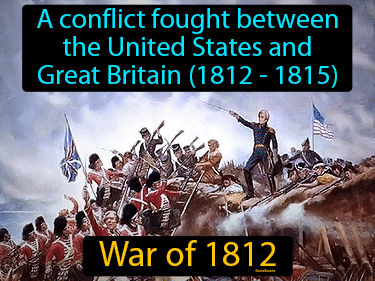 A conflict fought between
the United States and
Great Britain (1812 - 1815)
War of 1812